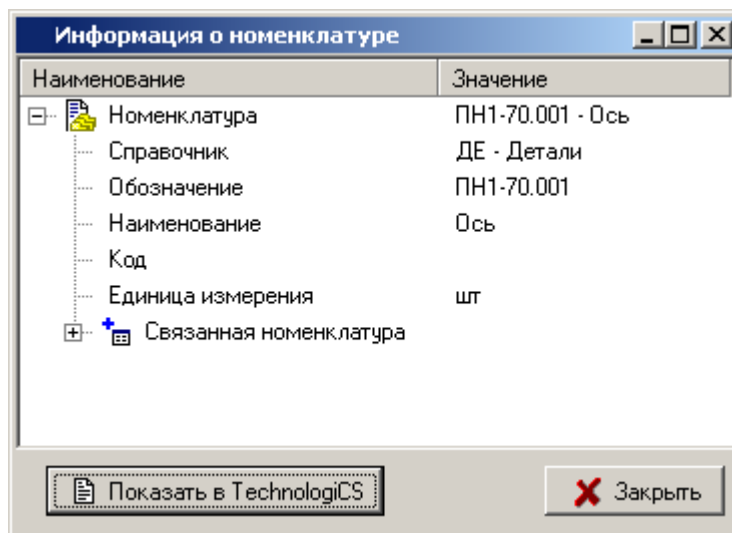 Информация о номенклатуре
Наименование Значение
Номенклатура ПН1-70.001 - Ось
Справочник ДЕ - Детали
Обозначение ПН1-70.001
Наименование Ось
Код
Единица измерения шт
Связанная номенклатура
Показать в TechnologiCS Закрыть